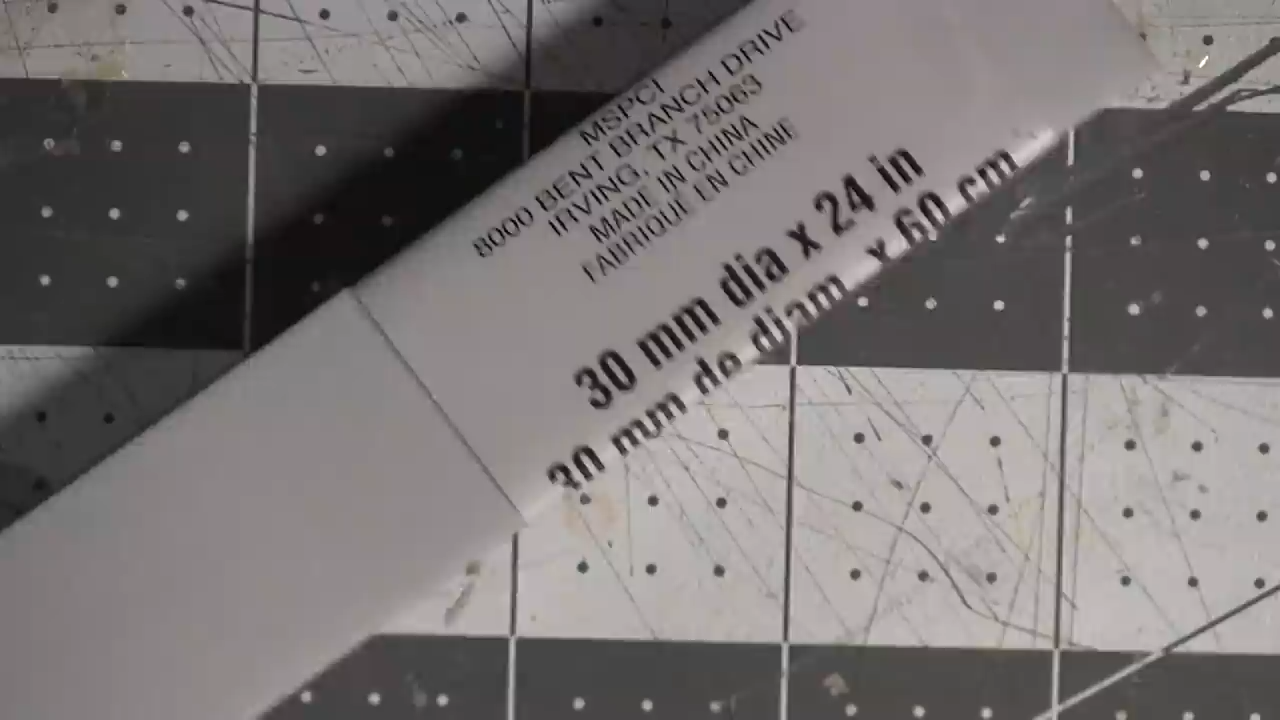 MSPCI
8000 BENT BRANCH DRIVE
IRVING, TX 75063
MADE IN CHINA
FABRIQUÉ EN CHINE
30 mm dia x 24 in
30 mm de diam. x 60 cm